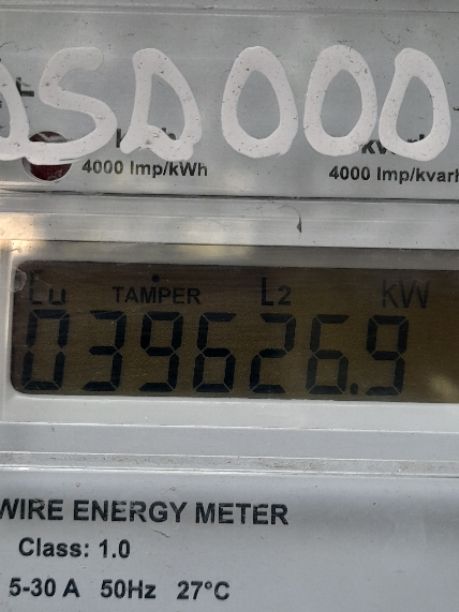 DSD000
4000 Imp/kWh
4000 Imp/kvarh
TAMPER L2 kW
039626.9
WIRE ENERGY METER
Class: 1.0
5-30 A 50Hz 27°C